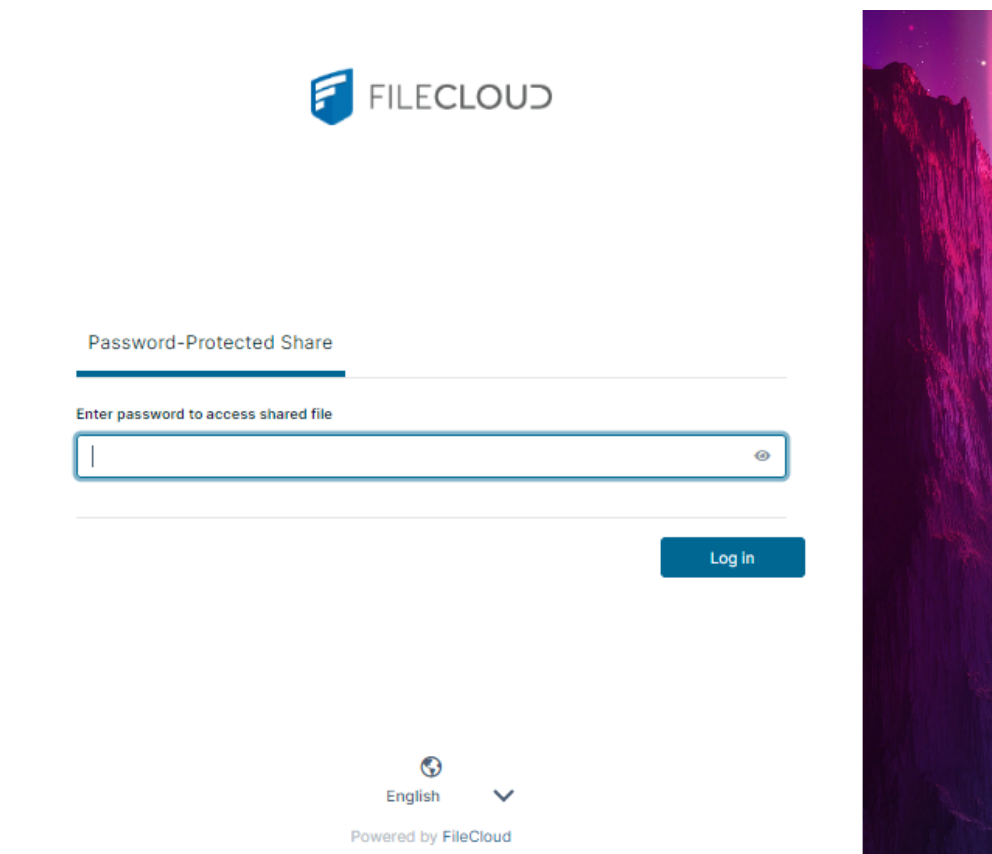 FILECLOUD
Password-Protected Share
Enter password to access shared file
Log in
English
Powered by FileCloud